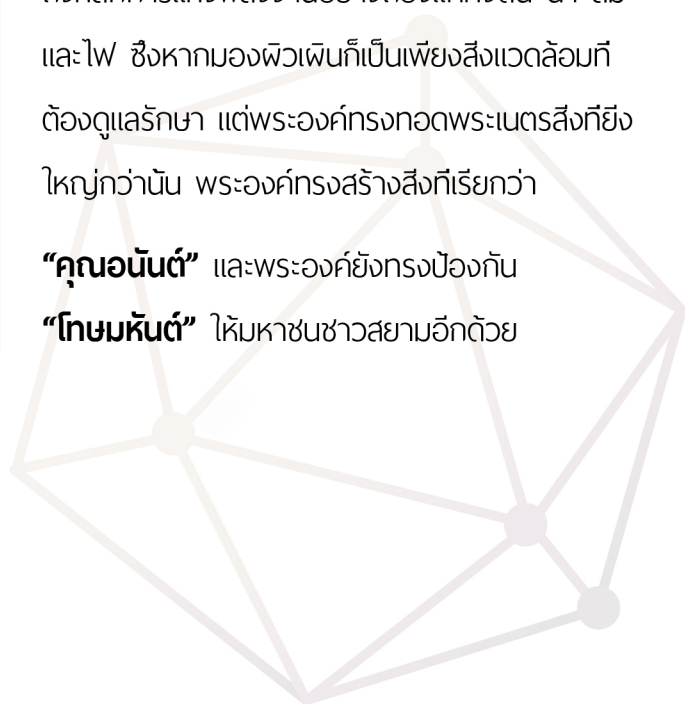 และไฟ ซึ่งหากมองผิวเผินก็เป็นเพียงสิ่งแวดล้อมที่
ต้องดูแลรักษา แต่พระองค์ทรงทอดพระเนตรสิ่งที่ยิ่ง
ใหญ่กว่านั้น พระองค์ทรงสร้างสิ่งที่เรียกว่า
“คุณอนันต์” และพระองค์ยังทรงป้องกัน
“โทษมหันต์” ให้มหาชนชาวสยามอีกด้วย